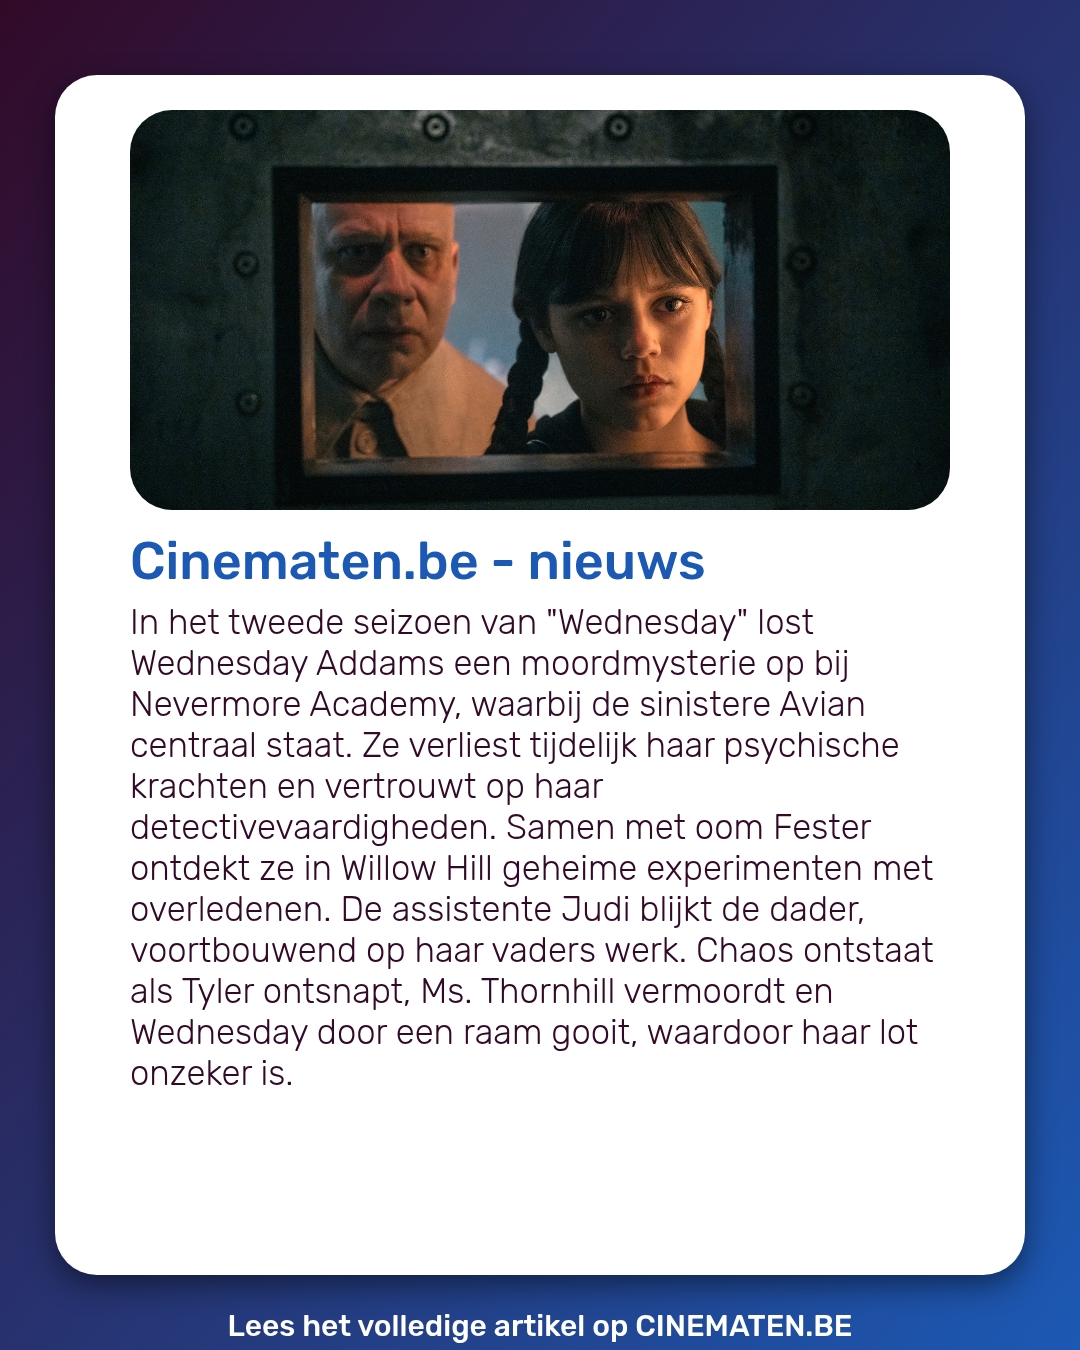 Cinematen.be - nieuws
In het tweede seizoen van "Wednesday" lost
Wednesday Addams een moordmysterie op bij
Nevermore Academy, waarbij de sinistere Avian
centraal staat. Ze verliest tijdelijk haar psychische
krachten en vertrouwt op haar
detectivevaardigheden. Samen met oom Fester
ontdekt ze in Willow Hill geheime experimenten met
overledenen. De assistente Judi blijkt de dader,
voortbouwend op haar vaders werk. Chaos ontstaat
als Tyler ontsnapt, Ms. Thornhill vermoordt en
Wednesday door een raam gooit, waardoor haar lot
onzeker is.
Lees het volledige artikel op CINEMATEN.BE